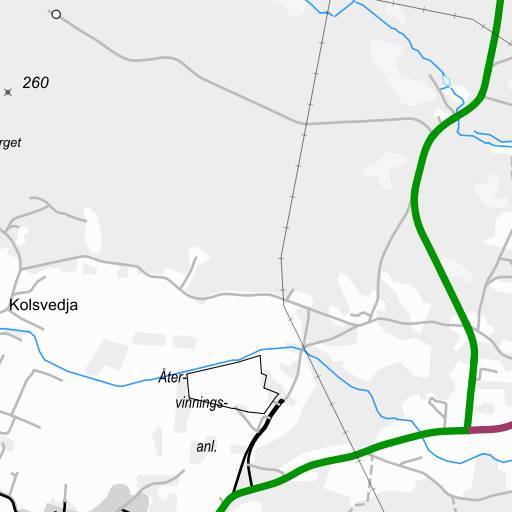 260
rget
Kolsvedja
Åter-
vinnings-
anl.